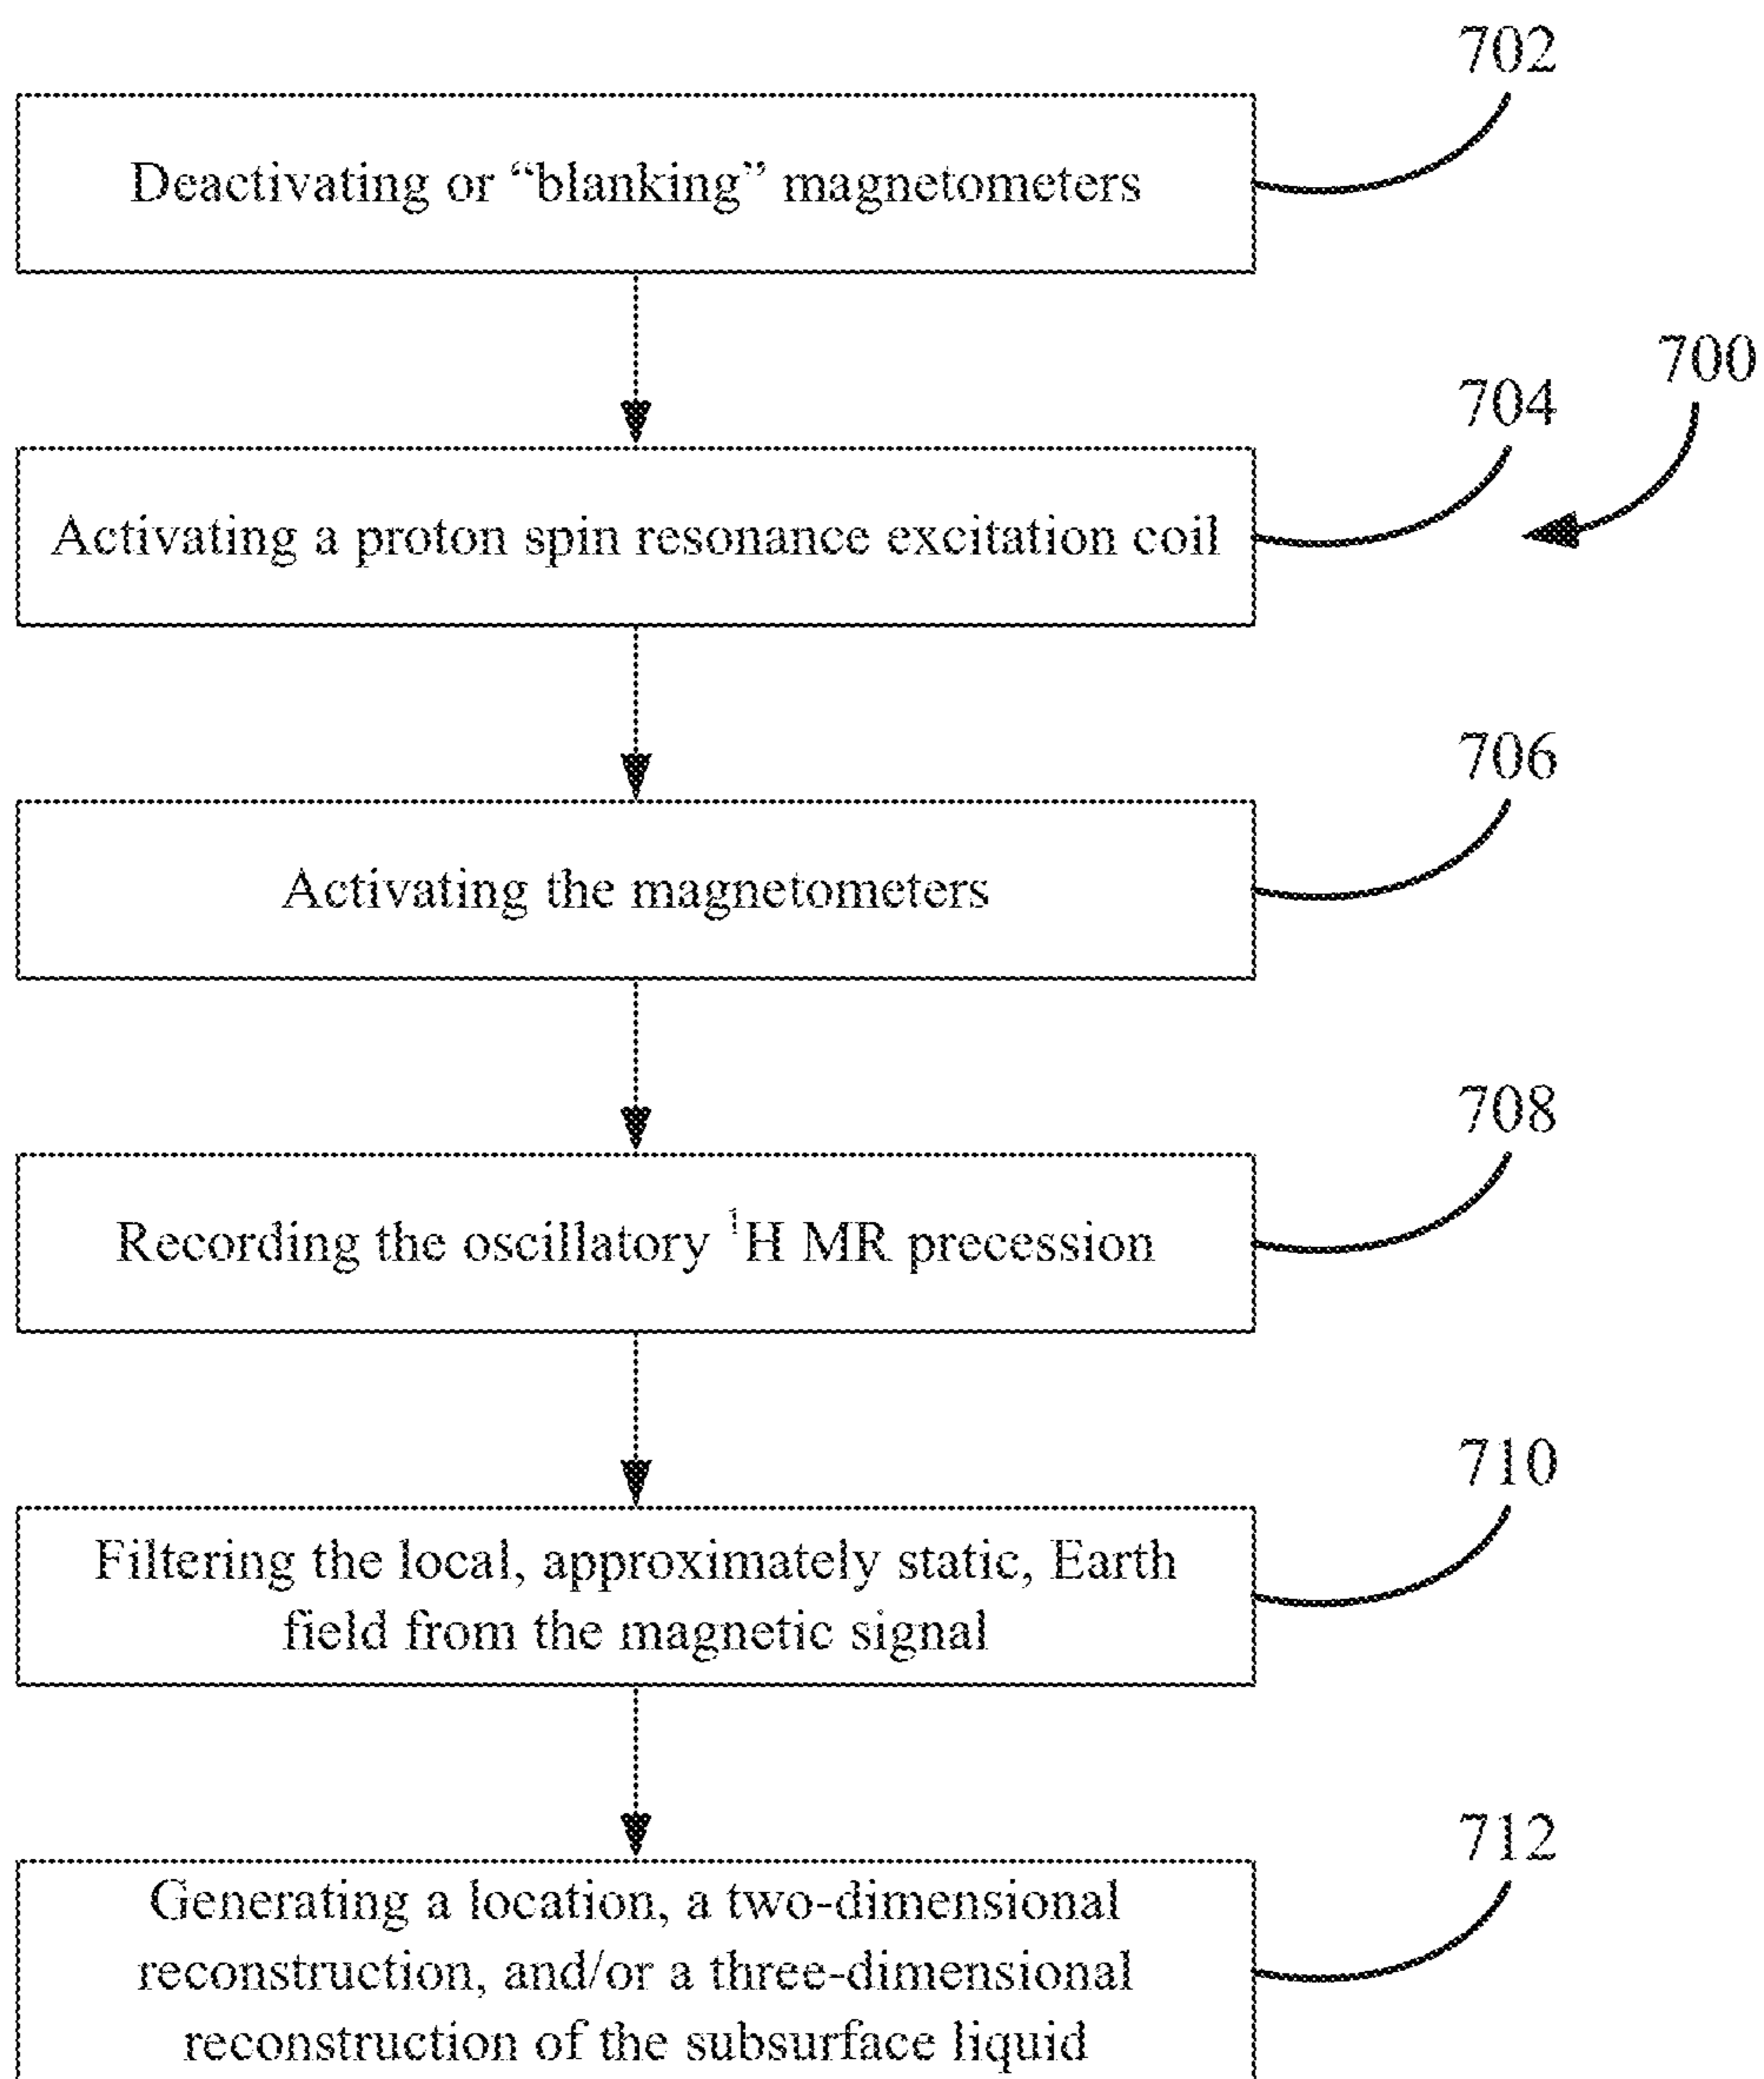 702
Deactivating or “blanking” magnetometers
700
704
Activating a proton spin resonance excitation coil
706
Activating the magnetometers
708
Recording the oscillatory ¹H MR precession
710
Filtering the local, approximately static, Earth
field from the magnetic signal
712
Generating a location, a two-dimensional
reconstruction, and/or a three-dimensional
reconstruction of the subsurface liquid